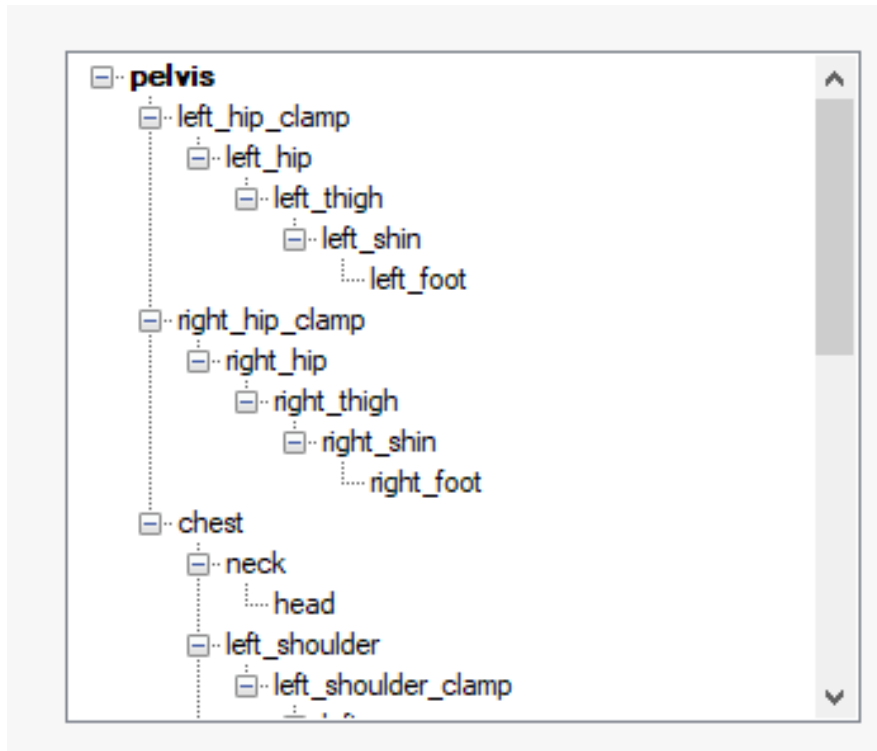 pelvis
left_hip_clamp
left_hip
left_thigh
left_shin
left_foot
right_hip_clamp
right_hip
right_thigh
right_shin
right_foot
chest
neck
head
left_shoulder
left_shoulder_clamp